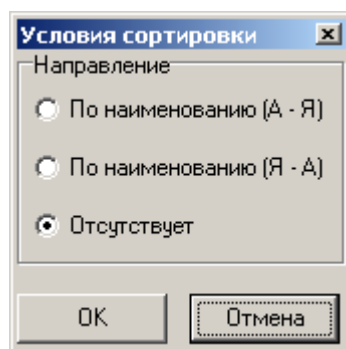 Условия сортировки
Направление
По наименованию (А - Я)
По наименованию (Я - А)
Отсутствует
OK
Отмена